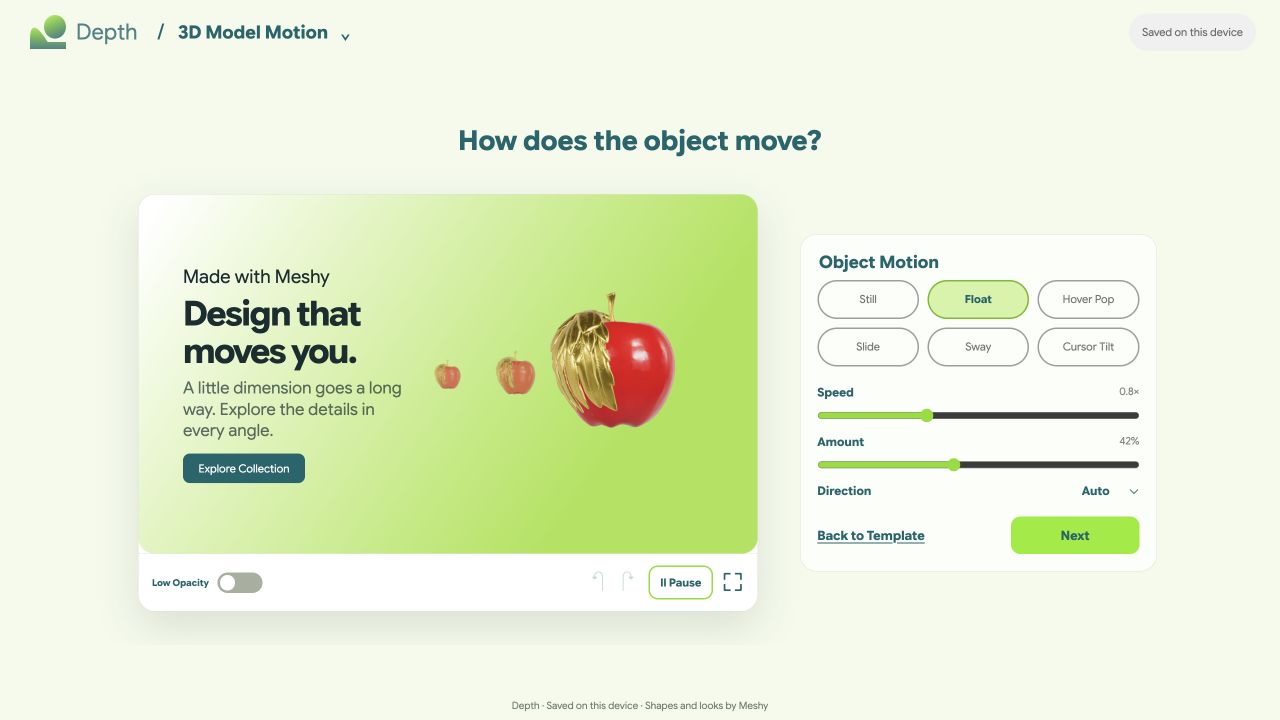 Depth / 3D Model Motion
Saved on this device
How does the object move?
Made with Meshy
Design that
moves you.
A little dimension goes a long
way. Explore the details in
every angle.
Explore Collection
Low Opacity
II Pause
Object Motion
Still
Float
Hover Pop
Slide
Sway
Cursor Tilt
Speed
0.8×
Amount
42%
Direction
Auto
Back to Template
Next
Depth · Saved on this device · Shapes and looks by Meshy